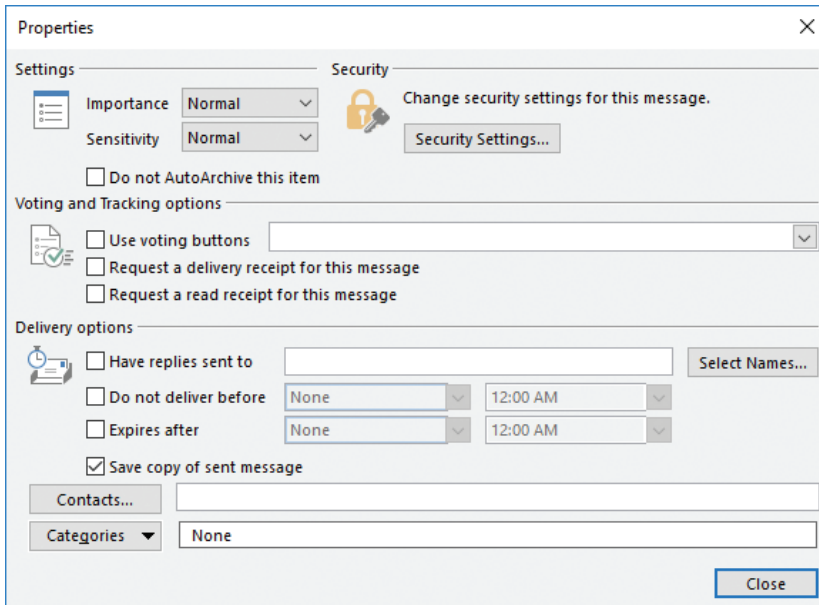 Properties
Settings Security
Importance Normal Change security settings for this message.
Sensitivity Normal Security Settings...
Do not AutoArchive this item
Voting and Tracking options
Use voting buttons
Request a delivery receipt for this message
Request a read receipt for this message
Delivery options
Have replies sent to Select Names...
Do not deliver before None 12:00 AM
Expires after None 12:00 AM
Save copy of sent message
Contacts...
Categories None
Close